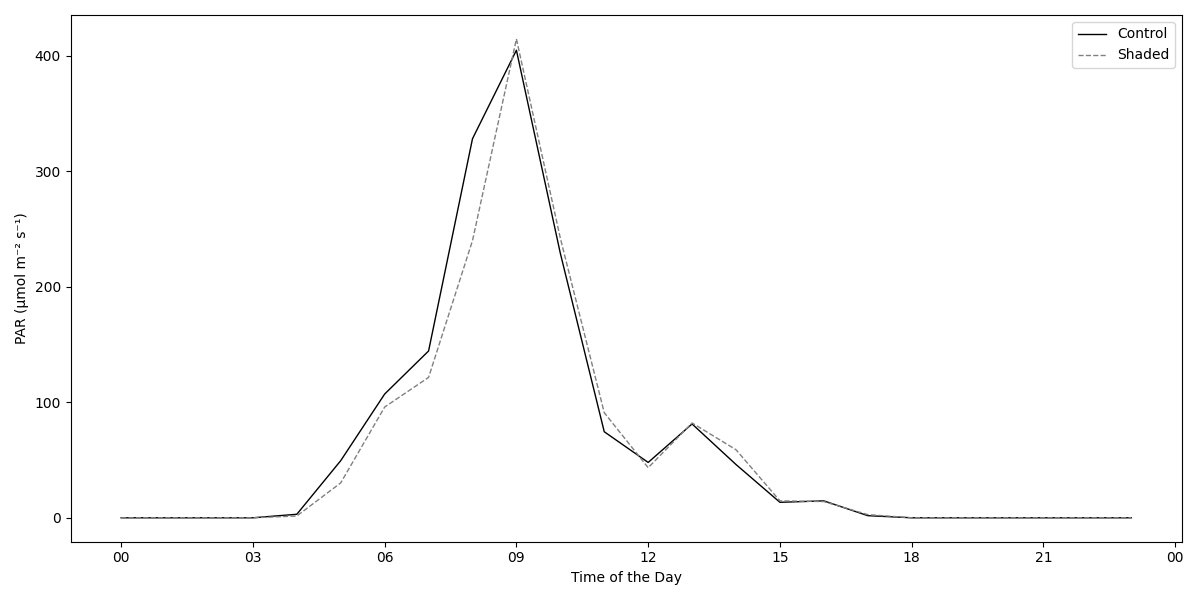 Control
Shaded
400
300
200
100
0
PAR (μmol m⁻² s⁻¹)
00 03 06 09 12 15 18 21 00
Time of the Day